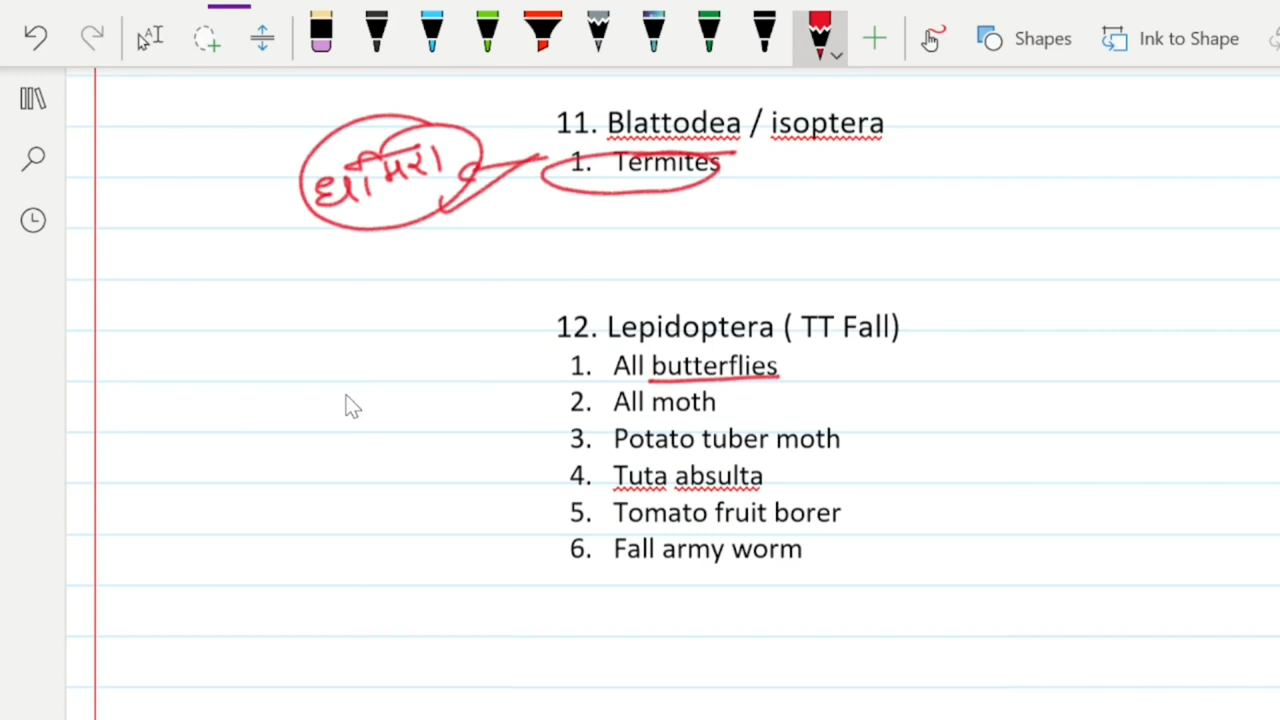 Shapes
Ink to Shape
11. Blattodea / isoptera
1. Termites
12. Lepidoptera ( TT Fall)
1. All butterflies
2. All moth
3. Potato tuber moth
4. Tuta absulta
5. Tomato fruit borer
6. Fall army worm